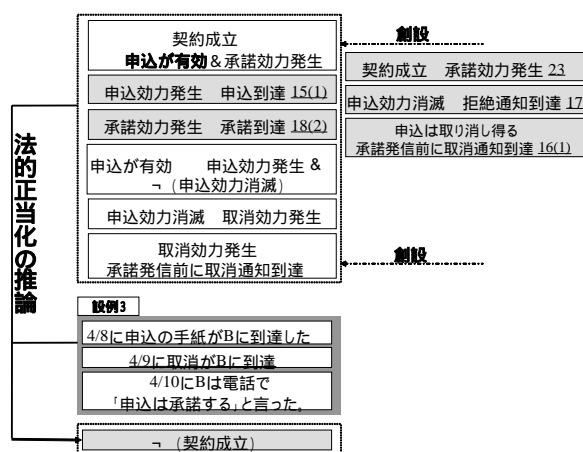 契約成立
申込が有効&承諾効力発生
申込効力発生 申込到達 15(1)
承諾効力発生 承諾到達 18(2)
申込が有効 申込効力発生 &
¬ (申込効力消滅)
申込効力消滅 取消効力発生
取消効力発生
承諾発信前に取消通知到達
創設
契約成立 承諾効力発生 23
申込効力消滅 拒絶通知到達 17
申込は取り消し得る
承諾発信前に取消通知到達 16(1)
創設
法的正当化の推論
設例3
4/8に申込の手紙がBに到達した
4/9に取消がBに到達
4/10にBは電話で
「申込は承諾する」と言った。
¬ (契約成立)